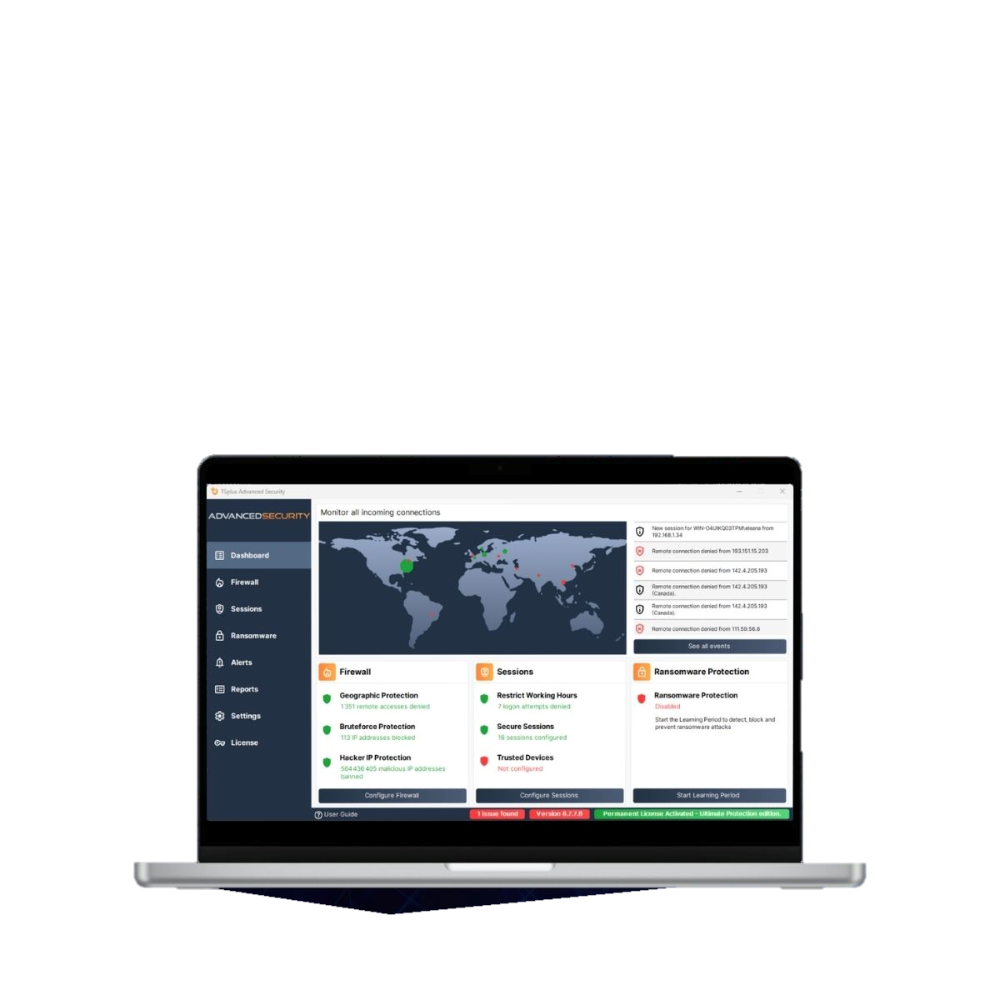 TSplus Advanced Security
ADVANCEDSECURITY
Dashboard
Firewall
Sessions
Ransomware
Alerts
Reports
Settings
License
Monitor all incoming connections
New session for WIN-O4UIKQ03TPM\eleena from
192.168.1.34
Remote connection denied from 193.151.15.203
Remote connection denied from 142.4.205.193
Remote connection denied from 142.4.205.193
(Canada).
Remote connection denied from 142.4.205.193
(Canada).
Remote connection denied from 111.59.56.6
See all events
Firewall
Geographic Protection
1 351 remote accesses denied
Bruteforce Protection
113 IP addresses blocked
Hacker IP Protection
564 436 405 malicious IP addresses
banned
Configure Firewall
Sessions
Restrict Working Hours
7 logon attempts denied
Secure Sessions
16 sessions configured
Trusted Devices
Not configured
Configure Sessions
Ransomware Protection
Ransomware Protection
Disabled
Start the Learning Period to detect, block and
prevent ransomware attacks
Start Learning Period
User Guide
1 issue found
Version 6.7.7.8
Permanent License Activated - Ultimate Protection edition.